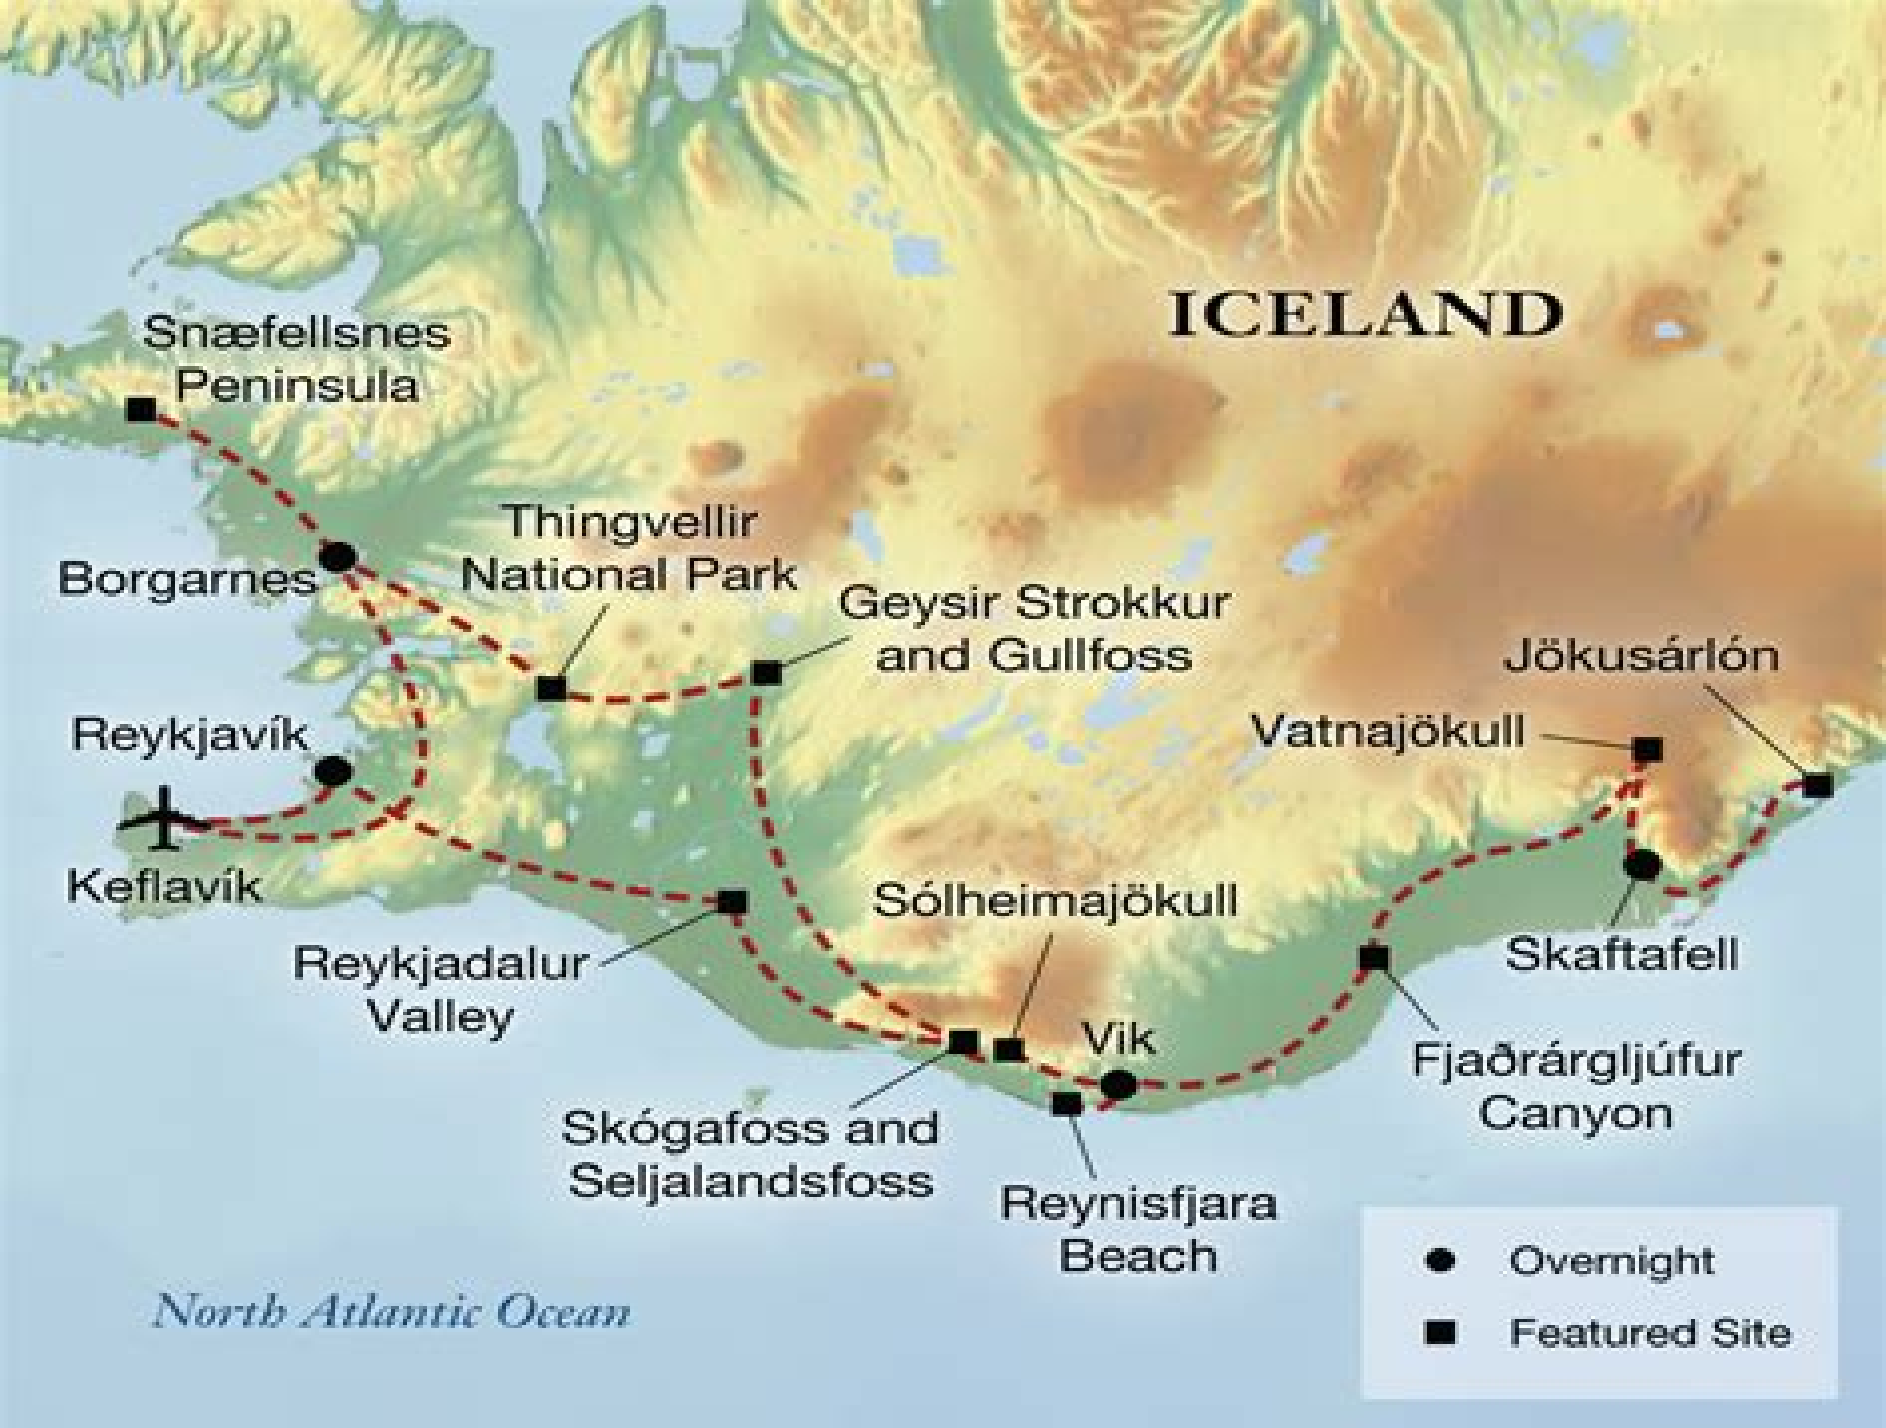 ICELAND
Snæfellsnes
Peninsula
Thingvellir
National Park
Borgarnes
Geysir Strokkur
and Gullfoss
Jökusárlón
Vatnajökull
Reykjavík
Keflavík
Sólheimajökull
Reykjadalur
Valley
Skaftafell
Vik
Fjaðrárgljúfur
Canyon
Skógafoss and
Seljalandsfoss
Reynisfjara
Beach
North Atlantic Ocean
Overnight
Featured Site